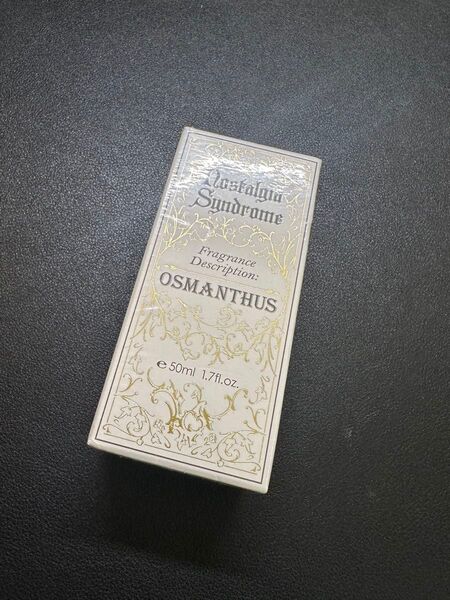 Nostalgia
Syndrome
Fragrance
Description:
OSMANTHUS
℮ 50ml 1.7fl.oz.